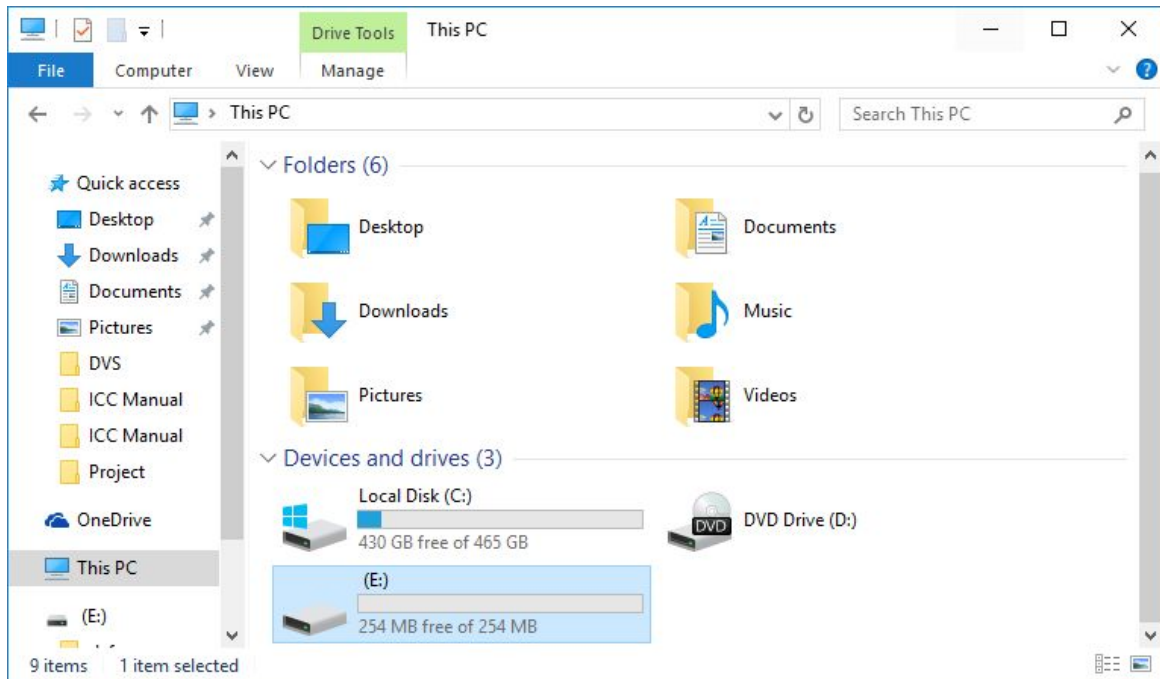 Drive Tools This PC
File Computer View Manage
This PC Search This PC
Quick access
Desktop
Downloads
Documents
Pictures
DVS
ICC Manual
ICC Manual
Project
OneDrive
This PC
(E:)
Folders (6)
Desktop Documents
Downloads Music
Pictures Videos
Devices and drives (3)
Local Disk (C:)
430 GB free of 465 GB
DVD
DVD Drive (D:)
(E:)
254 MB free of 254 MB
9 items 1 item selected